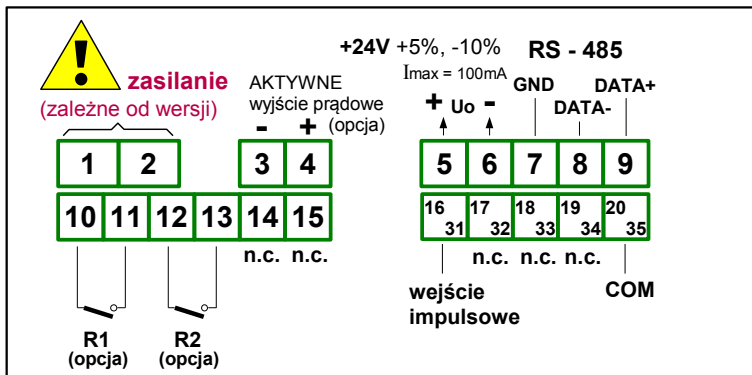 +24V +5%, -10%
RS - 485
zasilanie
(zależne od wersji)
AKTYWNE
wyjście prądowe
- + (opcja)
Imax = 100mA
+ Uo -
GND
DATA-
DATA+
1 2 3 4 5 6 7 8 9
10 11 12 13 14 15
16 31 17 32 18 33 19 34 20 35
n.c. n.c.
n.c. n.c. n.c.
R1
(opcja)
R2
(opcja)
wejście
impulsowe
COM